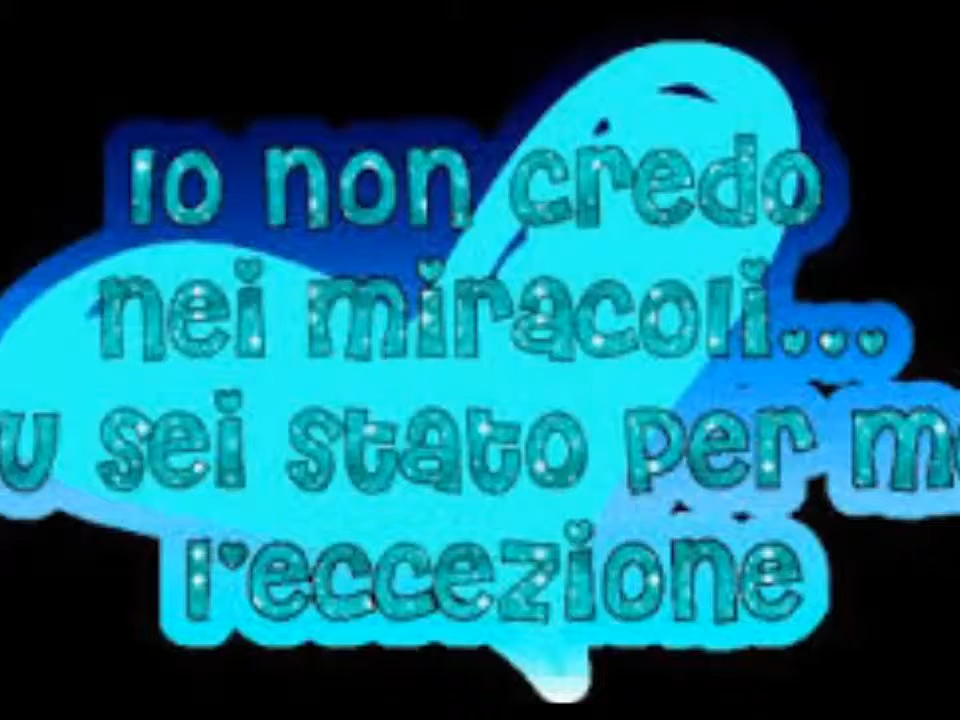 Io non credo
nei miracoli...
u sei stato per m
l'eccezione